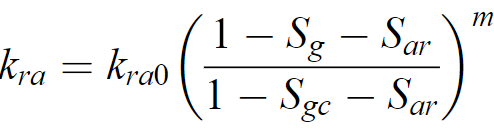 $k_{ra} = k_{ra0} \left( \frac{1 - S_g - S_{ar}}{1 - S_{gc} - S_{ar}} \right)^m$